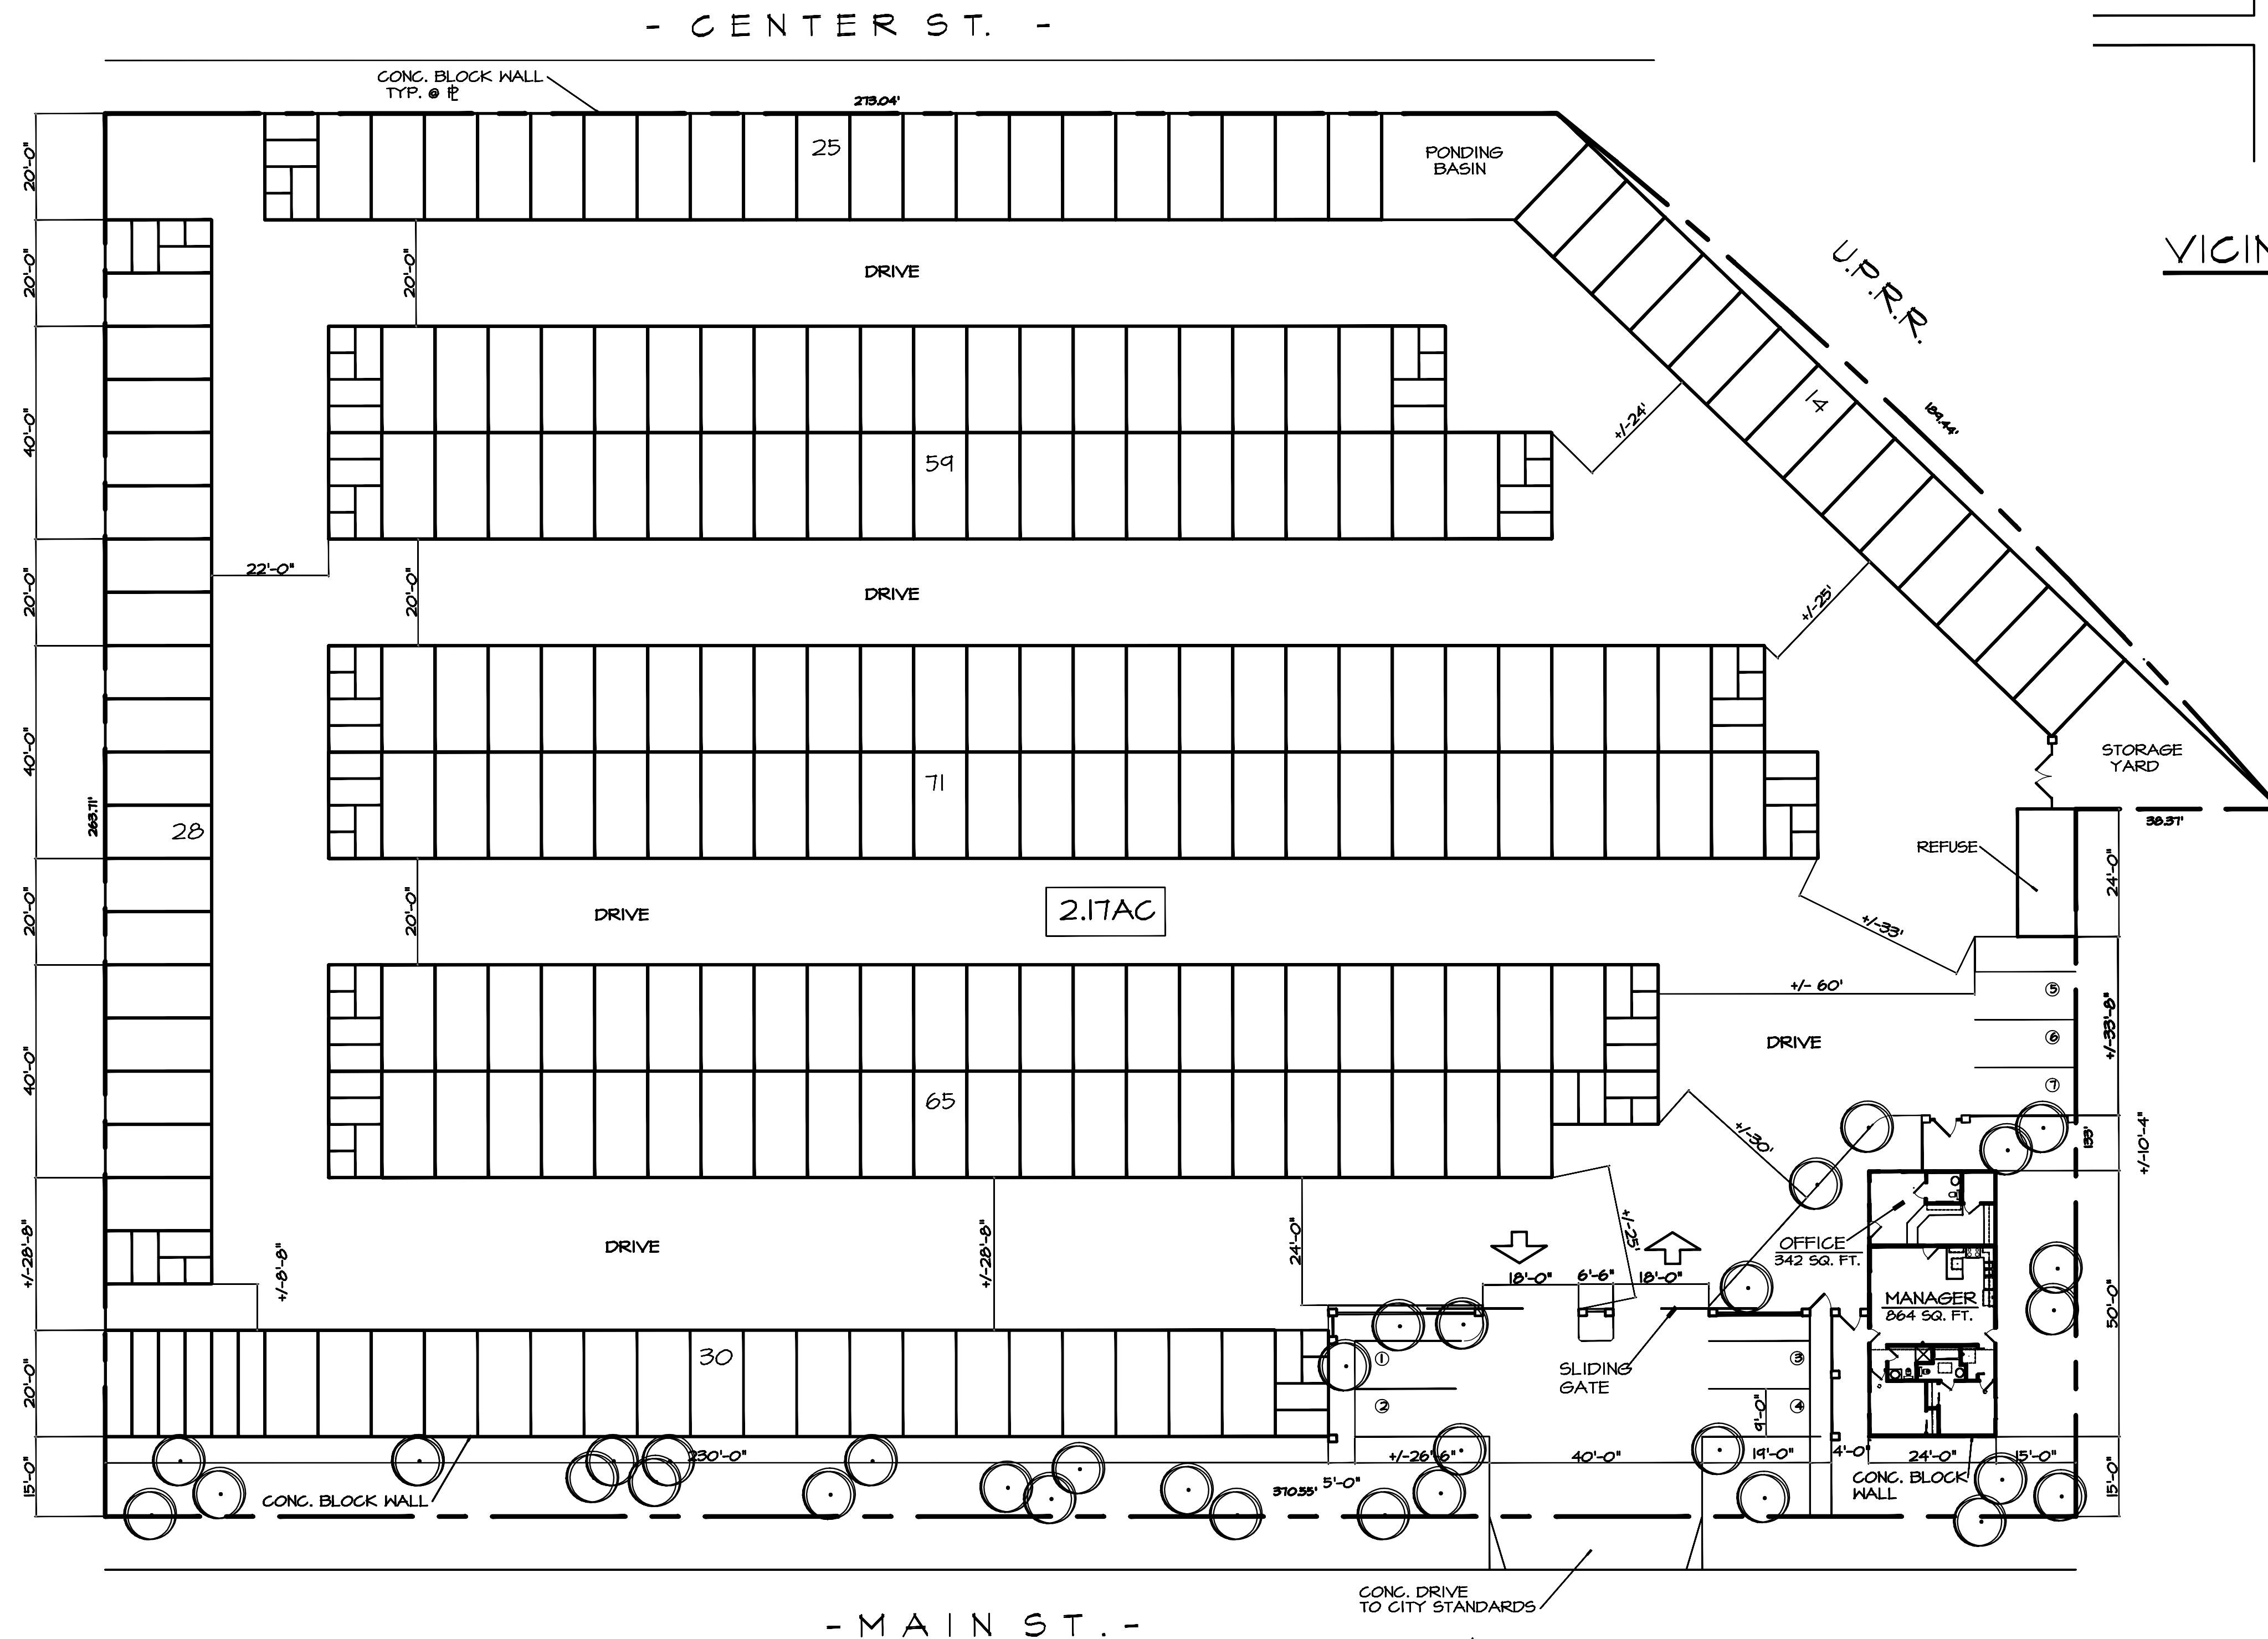 - CENTER ST. -
CONC. BLOCK WALL
TYP. @ PL
273.04'
20'-0"
25
PONDING
BASIN
U.P.R.R.
VICIN
20'-0"
20'-0"
DRIVE
14
189.44'
40'-0"
59
+/-24'
20'-0"
22'-0"
20'-0"
DRIVE
+/-25'
40'-0"
263.71'
28
71
STORAGE
YARD
38.37'
REFUSE
24'-0"
20'-0"
20'-0"
DRIVE
2.17AC
+/-33'
+/- 60'
5
6
7
+/-33'-8"
DRIVE
40'-0"
65
+/-30'
133'
+/-10'-4"
+/-28'-8"
+/-8'-8"
DRIVE
+/-28'-8"
24'-0"
+/-25'
18'-0"
6'-6"
18'-0"
OFFICE
342 SQ. FT.
MANAGER
864 SQ. FT.
50'-0"
20'-0"
30
1
2
SLIDING
GATE
3
4
9'-0"
15'-0"
230'-0"
+/-26'-6"
40'-0"
19'-0"
4'-0"
24'-0"
15'-0"
15'-0"
CONC. BLOCK WALL
370.55'
5'-0"
CONC. BLOCK
WALL
CONC. DRIVE
TO CITY STANDARDS
- MAIN ST. -